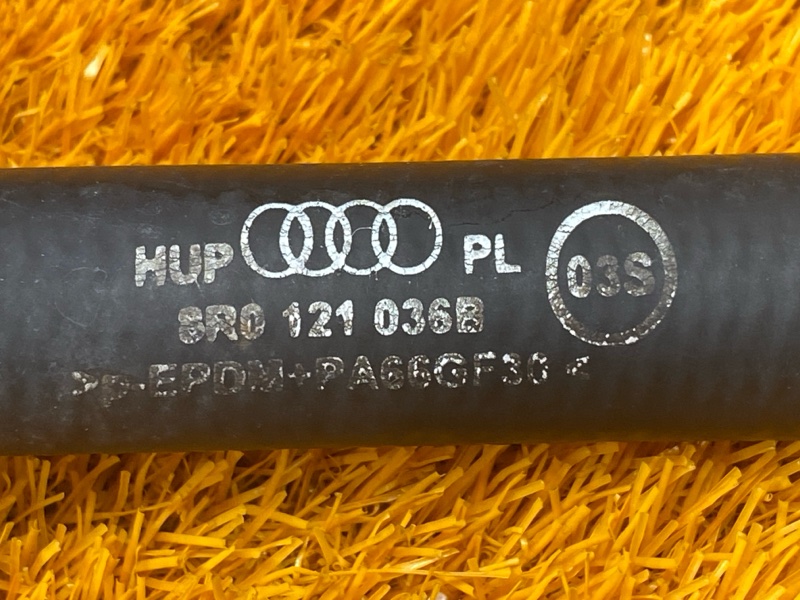 HUP PL 03S
8R0 121 036B
>P-EPDM+PA66GF30<